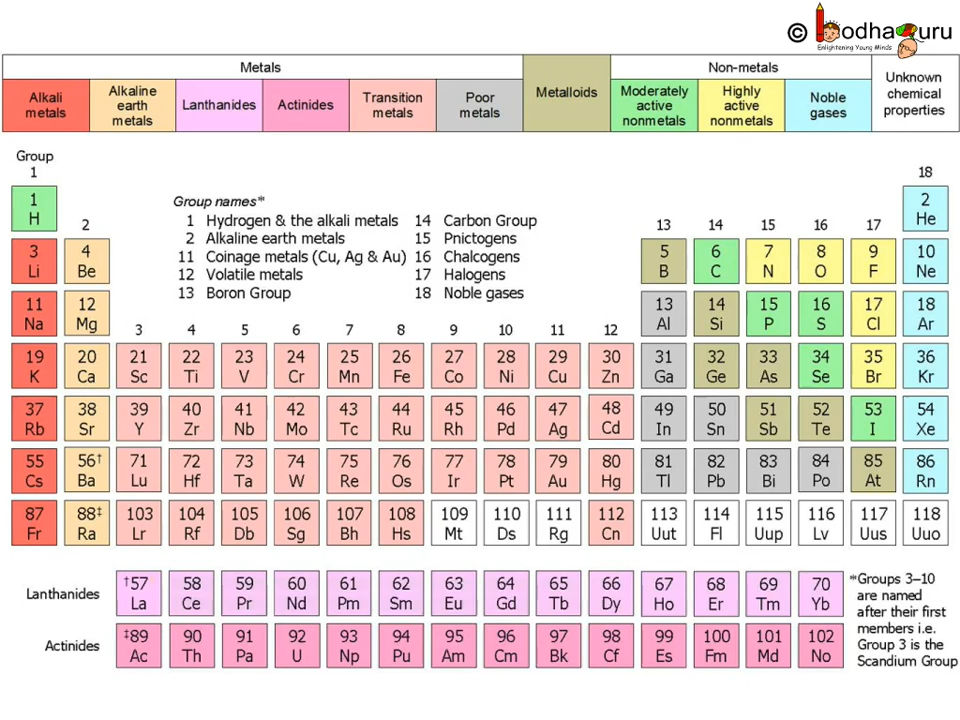 © BodhaGuru
Enlightening Young Minds
Metals
Non-metals
Alkali metals
Alkaline earth metals
Lanthanides
Actinides
Transition metals
Poor metals
Metalloids
Moderately active nonmetals
Highly active nonmetals
Noble gases
Unknown chemical properties
Group
1 18
Group names*
1 Hydrogen & the alkali metals
2 Alkaline earth metals
11 Coinage metals (Cu, Ag & Au)
12 Volatile metals
13 Boron Group
14 Carbon Group
15 Pnictogens
16 Chalcogens
17 Halogens
18 Noble gases
1 2
H He
2 13 14 15 16 17
3 4 5 6 7 8 9 10
Li Be B C N O F Ne
11 12 13 14 15 16 17 18
Na Mg Al Si P S Cl Ar
3 4 5 6 7 8 9 10 11 12
19 20 21 22 23 24 25 26 27 28 29 30 31 32 33 34 35 36
K Ca Sc Ti V Cr Mn Fe Co Ni Cu Zn Ga Ge As Se Br Kr
37 38 39 40 41 42 43 44 45 46 47 48 49 50 51 52 53 54
Rb Sr Y Zr Nb Mo Tc Ru Rh Pd Ag Cd In Sn Sb Te I Xe
55 56† 71 72 73 74 75 76 77 78 79 80 81 82 83 84 85 86
Cs Ba Lu Hf Ta W Re Os Ir Pt Au Hg Tl Pb Bi Po At Rn
87 88‡ 103 104 105 106 107 108 109 110 111 112 113 114 115 116 117 118
Fr Ra Lr Rf Db Sg Bh Hs Mt Ds Rg Cn Uut Fl Uup Lv Uus Uuo
Lanthanides
†57 58 59 60 61 62 63 64 65 66 67 68 69 70
La Ce Pr Nd Pm Sm Eu Gd Tb Dy Ho Er Tm Yb
Actinides
‡89 90 91 92 93 94 95 96 97 98 99 100 101 102
Ac Th Pa U Np Pu Am Cm Bk Cf Es Fm Md No
*Groups 3–10
are named
after their first
members i.e.
Group 3 is the
Scandium Group